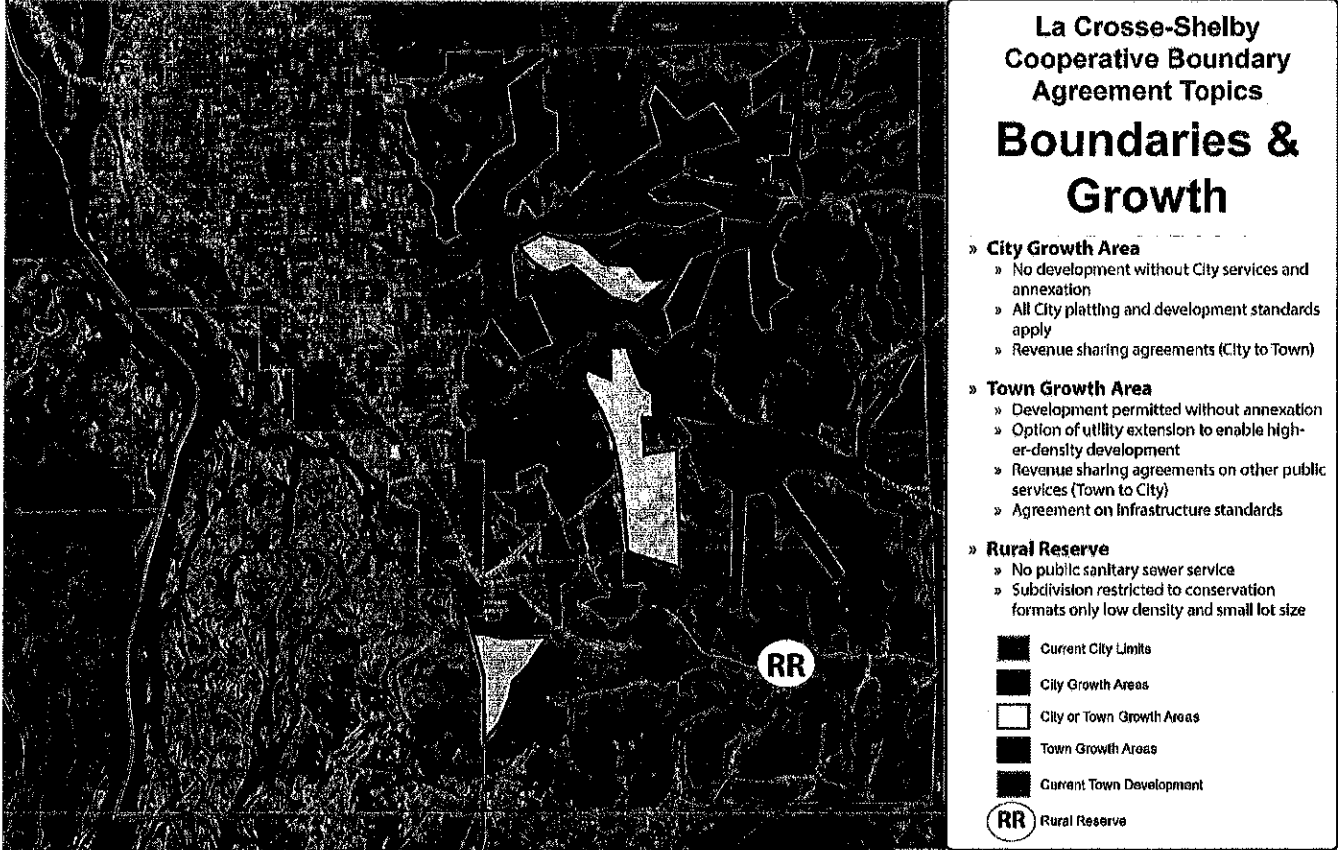 La Crosse-Shelby
Cooperative Boundary
Agreement Topics
Boundaries &
Growth
» City Growth Area
» No development without City services and
annexation
» All City platting and development standards
apply
» Revenue sharing agreements (City to Town)
» Town Growth Area
» Development permitted without annexation
» Option of utility extension to enable high-
er-density development
» Revenue sharing agreements on other public
services (Town to City)
» Agreement on infrastructure standards
» Rural Reserve
» No public sanitary sewer service
» Subdivision restricted to conservation
formats only low density and small lot size
Current City Limits
City Growth Areas
City or Town Growth Areas
Town Growth Areas
Current Town Development
RR Rural Reserve
RR